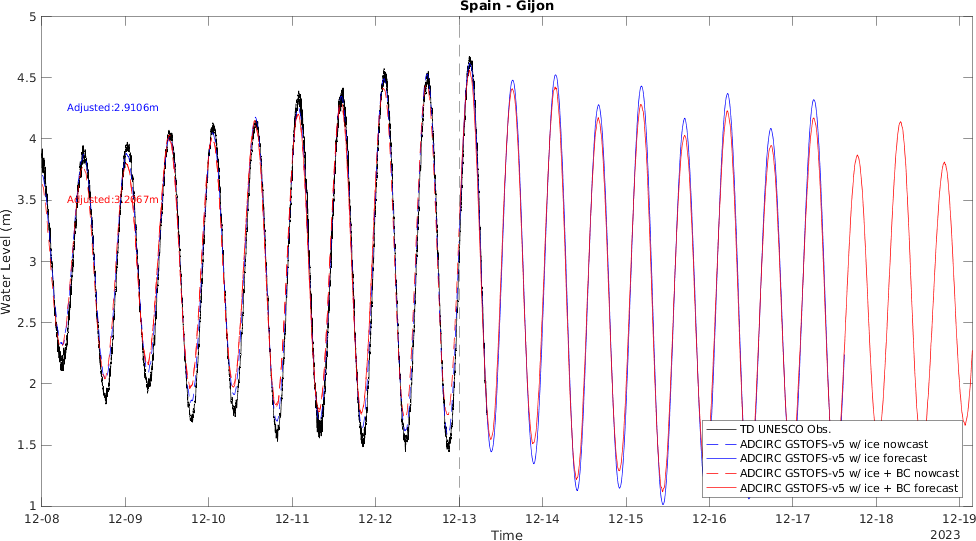 Spain - Gijon
5
4.5
4
3.5
3
2.5
2
1.5
1
Water Level (m)
Adjusted:2.9106m
Adjusted:3.2067m
TD UNESCO Obs.
ADCIRC GSTOFS-v5 w/ ice nowcast
ADCIRC GSTOFS-v5 w/ ice forecast
ADCIRC GSTOFS-v5 w/ ice + BC nowcast
ADCIRC GSTOFS-v5 w/ ice + BC forecast
12-08 12-09 12-10 12-11 12-12 12-13 12-14 12-15 12-16 12-17 12-18 12-19
Time
2023